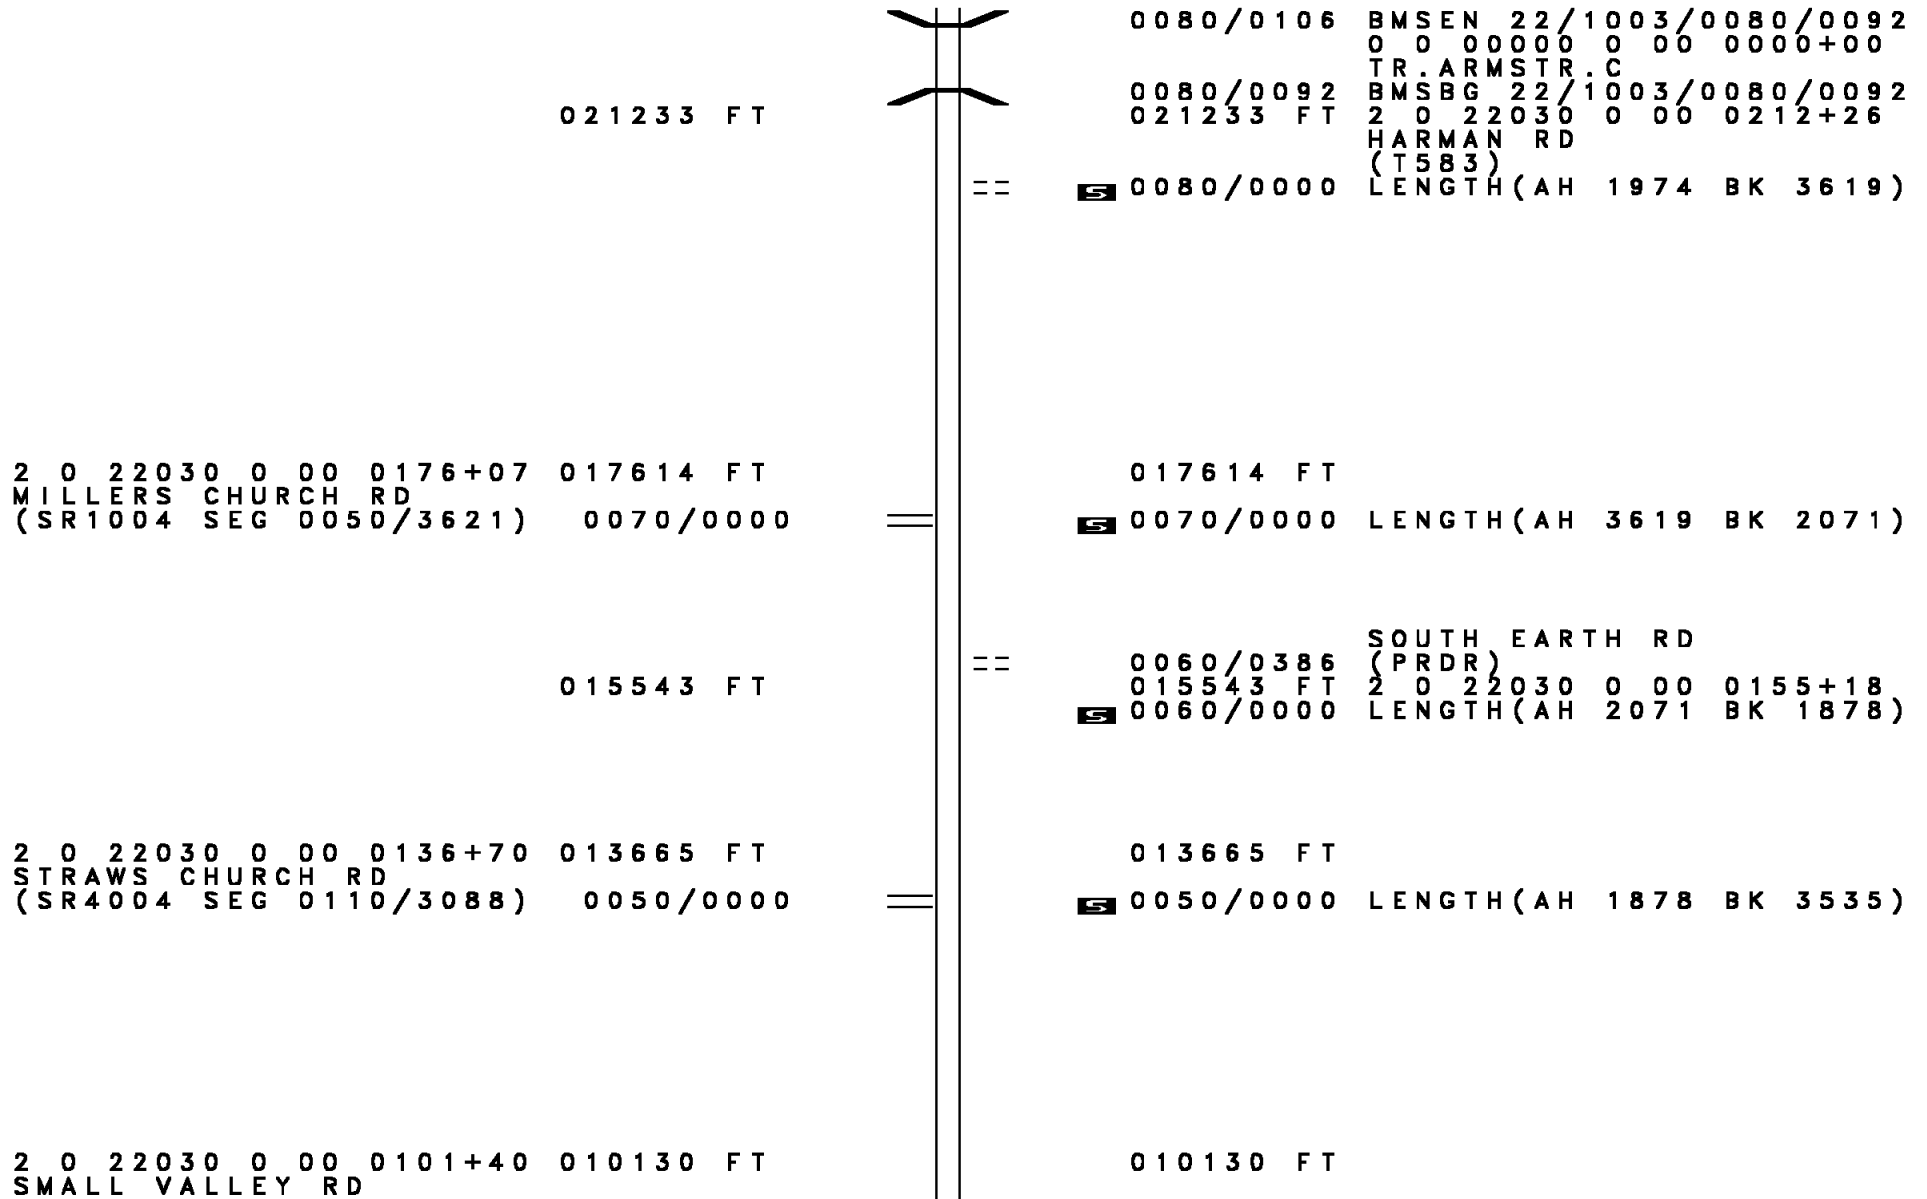 0080/0106 BMSEN 22/1003/0080/0092
0 0 00000 0 00 0000+00
TR.ARMSTR.C
0080/0092 BMSBG 22/1003/0080/0092
021233 FT 021233 FT 2 0 22030 0 00 0212+26
HARMAN RD
(T583)
S 0080/0000 LENGTH(AH 1974 BK 3619)
2 0 22030 0 00 0176+07 017614 FT 017614 FT
MILLERS CHURCH RD
(SR1004 SEG 0050/3621) 0070/0000 S 0070/0000 LENGTH(AH 3619 BK 2071)
SOUTH EARTH RD
0060/0386 (PRDR)
015543 FT 015543 FT 2 0 22030 0 00 0155+18
S 0060/0000 LENGTH(AH 2071 BK 1878)
2 0 22030 0 00 0136+70 013665 FT 013665 FT
STRAWS CHURCH RD
(SR4004 SEG 0110/3088) 0050/0000 S 0050/0000 LENGTH(AH 1878 BK 3535)
2 0 22030 0 00 0101+40 010130 FT 010130 FT
SMALL VALLEY RD